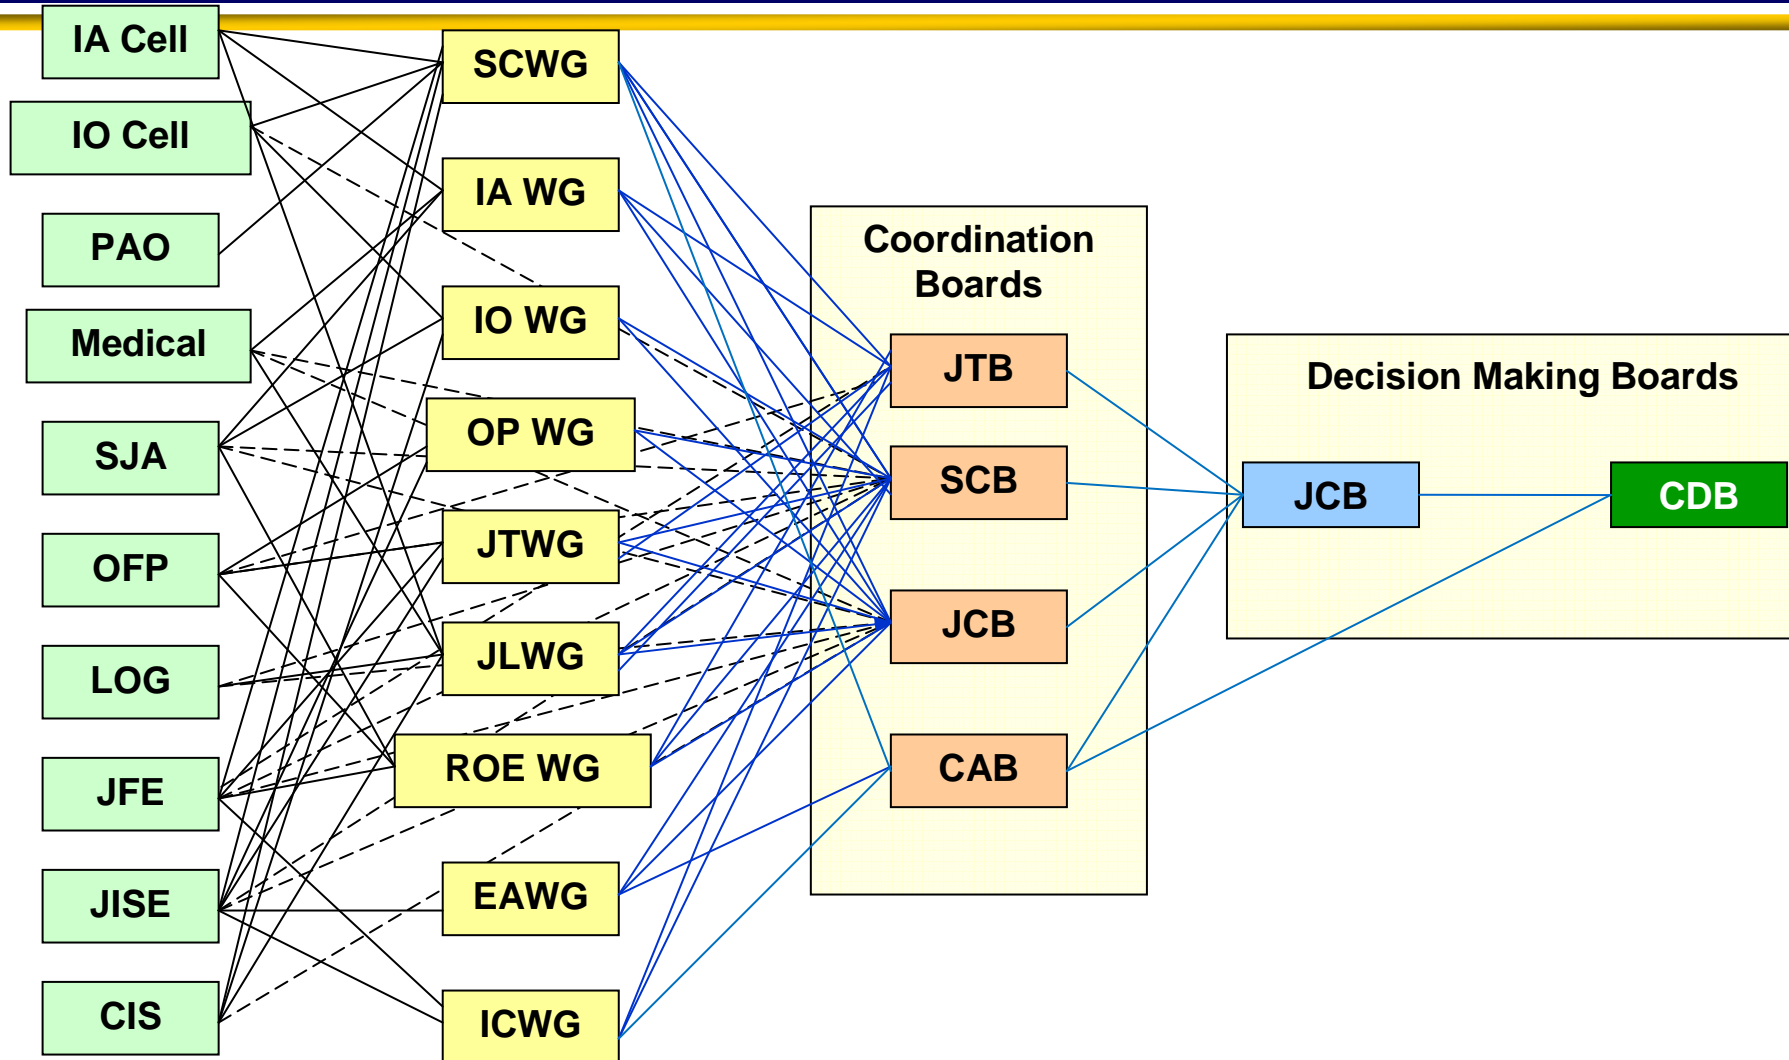 IA Cell
IO Cell
PAO
Medical
SJA
OFP
LOG
JFE
JISE
CIS
SCWG
IA WG
IO WG
OP WG
JTWG
JLWG
ROE WG
EAWG
ICWG
Coordination
Boards
JTB
SCB
JCB
CAB
Decision Making Boards
JCB
CDB